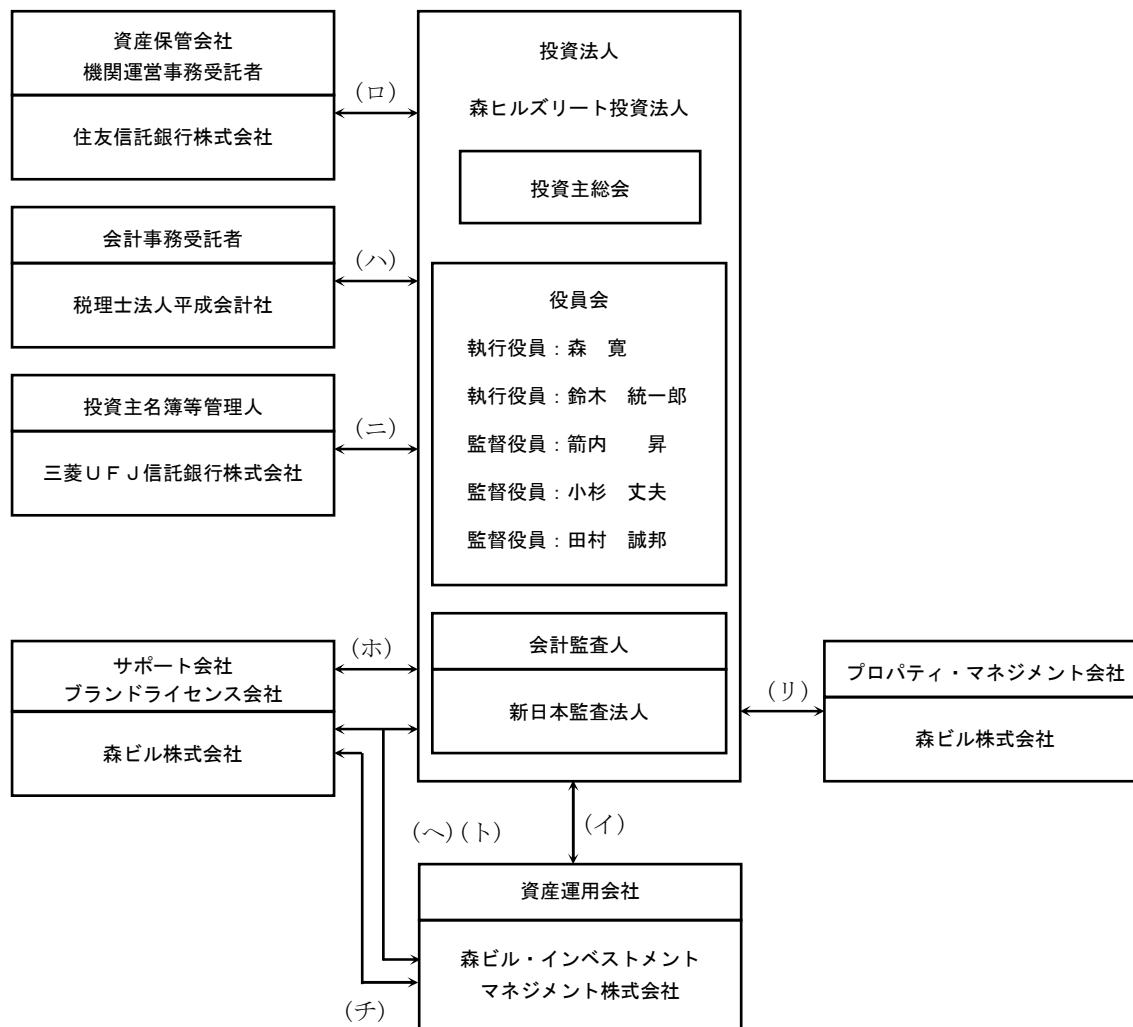 資産保管会社
機関運営事務受託者
住友信託銀行株式会社
(ロ)
会計事務受託者
税理士法人平成会計社
(ハ)
投資主名簿等管理人
三菱UFJ信託銀行株式会社
(ニ)
投資法人
森ヒルズリート投資法人
投資主総会
役員会
執行役員:森 寛
執行役員:鈴木 統一郎
監督役員:箭内 昇
監督役員:小杉 丈夫
監督役員:田村 誠邦
会計監査人
新日本監査法人
サポート会社
ブランドライセンス会社
森ビル株式会社
(ホ)
プロパティ・マネジメント会社
森ビル株式会社
(リ)
(ヘ)(ト)
(イ)
資産運用会社
森ビル・インベストメント
マネジメント株式会社
(チ)